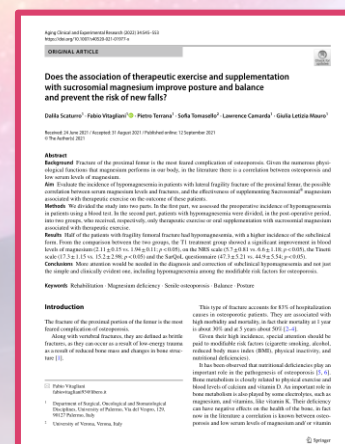 Aging Clinical and Experimental Research (2022) 34:545–553
https://doi.org/10.1007/s40520-021-01977-x
ORIGINAL ARTICLE
Does the association of therapeutic exercise and supplementation
with sucrosomial magnesium improve posture and balance
and prevent the risk of new falls?
Dalila Scaturro · Fabio Vitagliani · Pietro Terrana · Sofia Tomasello · Lawrence Camarda · Giulia Letizia Mauro
Received: 24 June 2021 / Accepted: 31 August 2021 / Published online: 12 September 2021
© The Author(s) 2021
Abstract
Background Fracture of the proximal femur is the most feared complication of osteoporosis. Given the numerous physi-
ological functions that magnesium performs in our body, in the literature there is a correlation between osteoporosis and
low serum levels of magnesium.
Aim Evaluate the incidence of hypomagnesemia in patients with lateral fragility fracture of the proximal femur, the possible
correlation between serum magnesium levels and fractures, and the effectiveness of supplementing Sucrosomial® magnesium
associated with therapeutic exercise on the outcome of these patients.
Methods We divided the study into two parts: In the first part, we assessed the preoperative incidence of hypomagnesemia
in patients using a blood test. In the second part, patients with hypomagnesemia were divided, in the post-operative period,
into two groups, who received, respectively, only therapeutic exercise or oral supplementation with sucrosomial magnesium
associated with therapeutic exercise.
Results Half of the patients with fragility femoral fracture had hypomagnesemia, with a higher incidence of the subclinical
form. From the comparison between the two groups, the T1 treatment group showed a significant improvement in blood
levels of magnesium (2.11 ± 0.15 vs. 1.94 ± 0.11; p < 0.05), on the NRS scale (5.7 ± 0.81 vs. 6.6 ± 1.18; p < 0.05), the Tinetti
scale (17.3 ± 1.15 vs. 15.2 ± 2.98; p < 0.05) and the SarQoL questionnaire (47.3 ± 5.21 vs. 44.9 ± 5.54; p < 0.05).
Conclusions More attention would be needed in the diagnosis and correction of subclinical hypomagnesemia and not just
the simple and clinically evident one, including hypomagnesemia among the modifiable risk factors for osteoporosis.
Keywords Rehabilitation · Magnesium deficiency · Senile osteoporosis · Balance · Posture
Introduction
The fracture of the proximal portion of the femur is the most
feared complication of osteoporosis.
Along with vertebral fractures, they are defined as brittle
fractures, as they can occur as a result of low-energy trauma
as a result of reduced bone mass and changes in bone struc-
ture [1].
Fabio Vitagliani
fabiovitagliani93@libero.it
1 Department of Surgical, Oncological and Stomatological
Disciplines, University of Palermo, Via del Vespro, 129,
90127 Palermo, Italy
2 University of Verona, Verona, Italy
This type of fracture accounts for 83% of hospitalization
causes in osteoporotic patients. They are associated with
high morbidity and mortality, in fact their mortality at 1 year
is about 30% and at 5 years about 50% [2–4].
Given their high incidence, special attention should be
paid to modifiable risk factors (cigarette smoking, alcohol,
reduced body mass index (BMI), physical inactivity, and
nutritional deficiencies).
It has been observed that nutritional deficiencies play an
important role in the pathogenesis of osteoporosis [5, 6].
Bone metabolism is closely related to physical exercise and
blood levels of calcium and vitamin D. An important role in
bone metabolism is also played by some electrolytes, such as
magnesium, and vitamins, like vitamin K. Their deficiency
can have negative effects on the health of the bone. In fact
now in the literature a correlation is known between osteo-
porosis and low serum levels of magnesium and/or vitamin
Springer